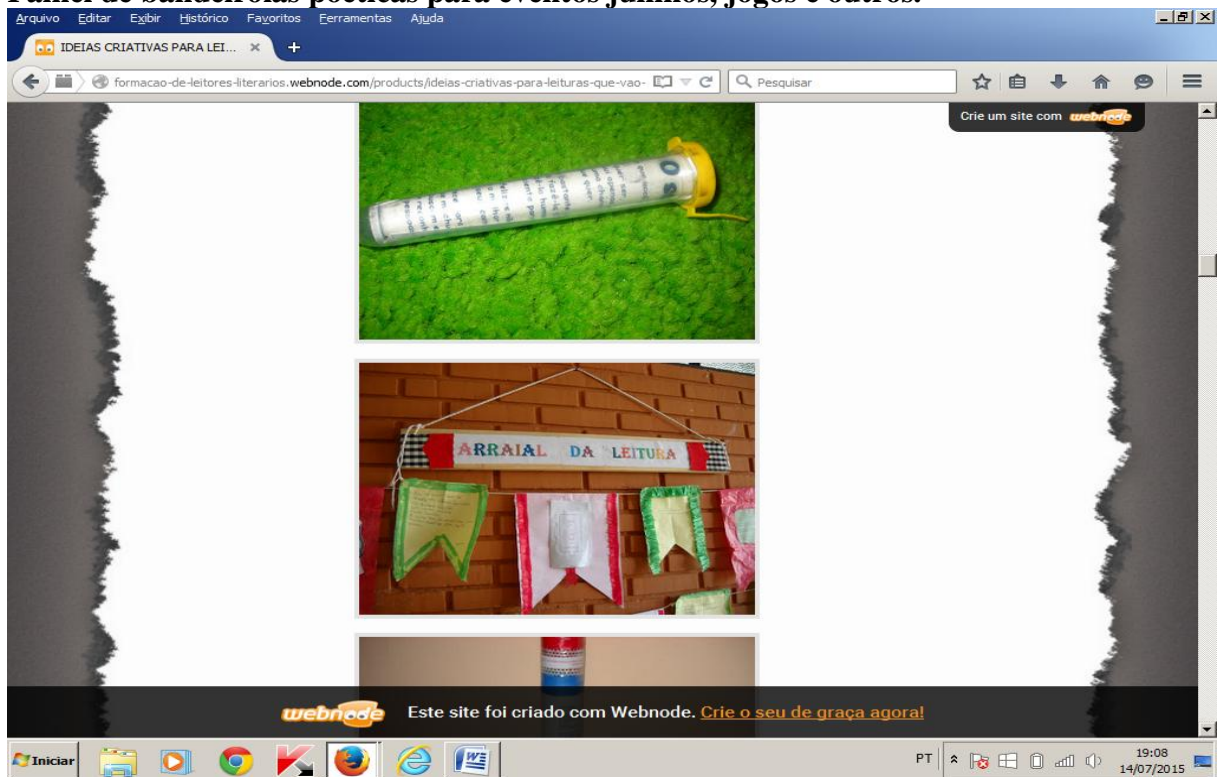 Painel de bandeirolas poéticas para eventos juninos, jogos e outros.
Arquivo Editar Exibir Histórico Favoritos Ferramentas Ajuda
IDEIAS CRIATIVAS PARA LEI...
formacao-de-leitores-literarios.webnode.com/products/ideias-criativas-para-leituras-que-vao-
Pesquisar
Crie um site com webnode
ARRAIAL DA LEITURA
webnode Este site foi criado com Webnode. Crie o seu de graça agora!
Iniciar
PT
19:08
14/07/2015